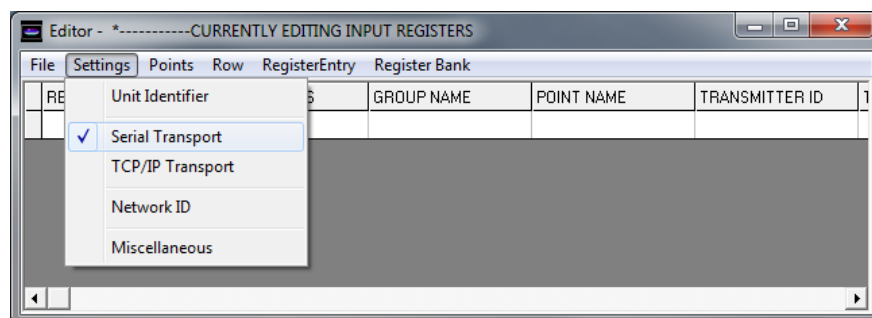 Editor - *-----------CURRENTLY EDITING INPUT REGISTERS
File Settings Points Row RegisterEntry Register Bank
RE S GROUP NAME POINT NAME TRANSMITTER ID
Unit Identifier
Serial Transport
TCP/IP Transport
Network ID
Miscellaneous